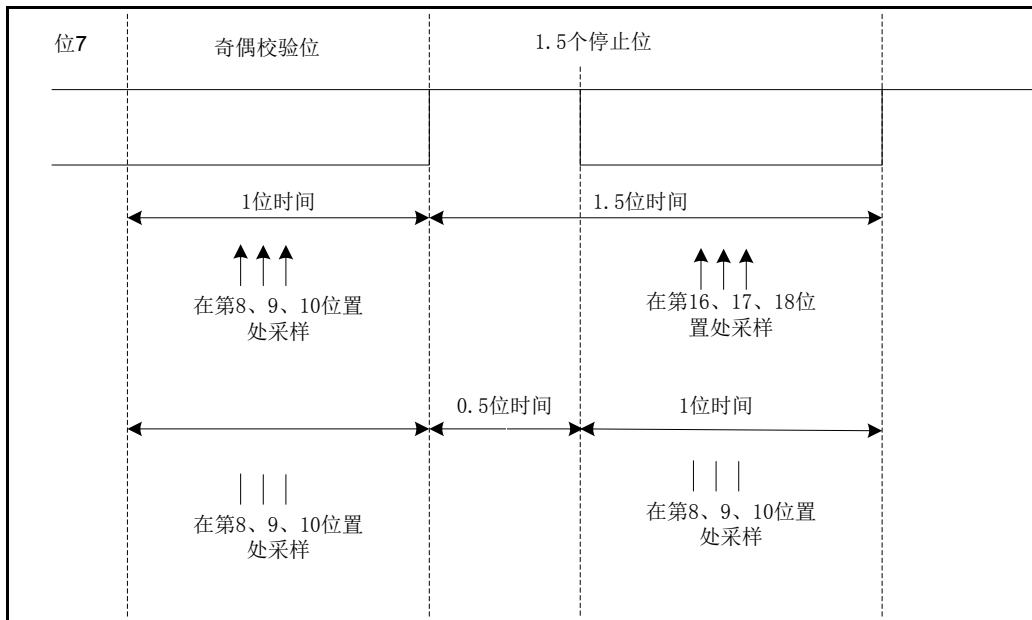 位7
奇偶校验位
1.5个停止位
1位时间
1.5位时间
在第8、9、10位置
处采样
在第16、17、18位
置处采样
0.5位时间
1位时间
在第8、9、10位置
处采样
在第8、9、10位置
处采样